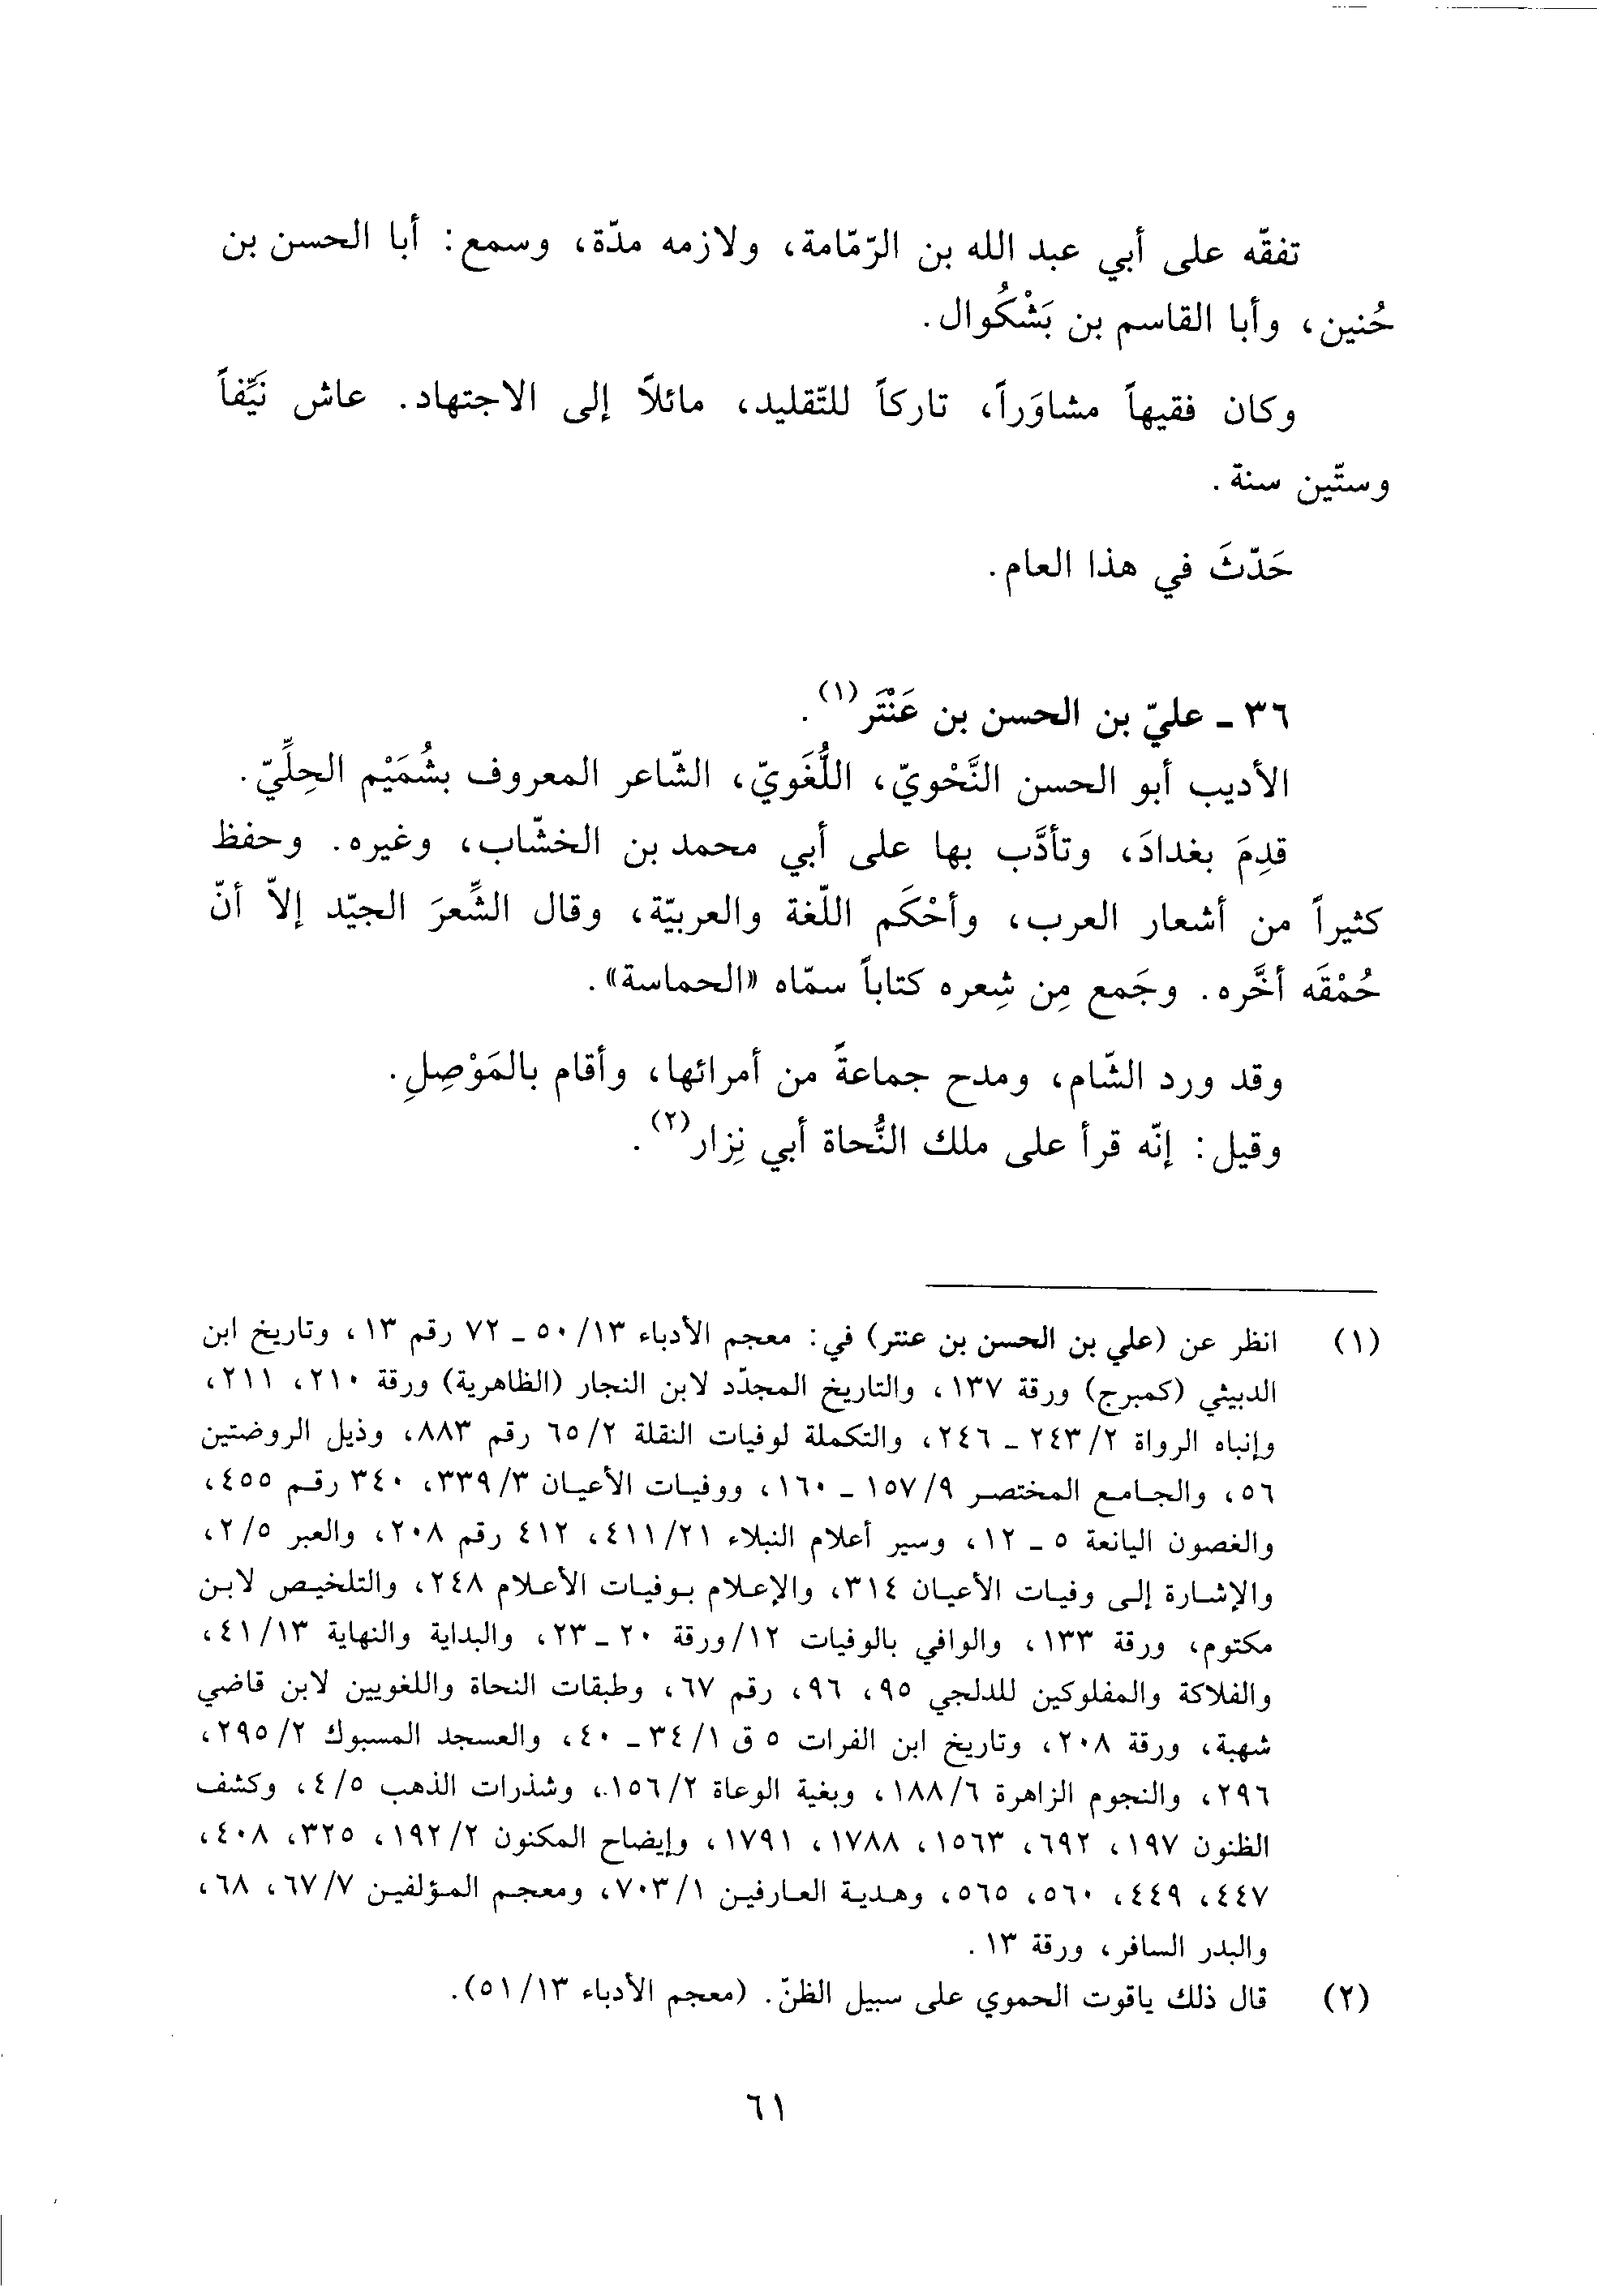 تفقّه على أبي عبد الله بن الرّمّامة، ولازمه مدّة، وسمع: أبا الحسن بن
حُنين، وأبا القاسم بن بَشْكُوال.
وكان فقيهاً مشاوَراً، تاركاً للتّقليد، مائلاً إلى الاجتهاد. عاش نَيِّفاً
وستّين سنة.
حَدّثَ في هذا العام.
٣٦ ـ عليّ بن الحسن بن عَنْتَر(١).
الأديب أبو الحسن النَّحْويّ، اللُّغَويّ، الشّاعر المعروف بشُمَيْم الحِلِّيّ.
قدِمَ بغدادَ، وتأدَّب بها على أبي محمد بن الخشّاب، وغيره. وحفظ
كثيراً من أشعار العرب، وأحْكَم اللّغة والعربيّة، وقال الشِّعرَ الجيّد إلاّ أنّ
حُمْقَه أخَّره. وجَمع مِن شِعره كتاباً سمّاه «الحماسة».
وقد ورد الشّام، ومدح جماعةً من أمرائها، وأقام بالمَوْصِلِ.
وقيل: إنّه قرأ على ملك النُّحاة أبي نِزار(٢).
(١) انظر عن (علي بن الحسن بن عنتر) في: معجم الأدباء ١٣/ ٥٠ ـ ٧٢ رقم ١٣، وتاريخ ابن
الدبيثي (كمبرج) ورقة ١٣٧، والتاريخ المجدّد لابن النجار (الظاهرية) ورقة ٢١٠، ٢١١،
وإنباه الرواة ٢/ ٢٤٣ ـ ٢٤٦، والتكملة لوفيات النقلة ٢/ ٦٥ رقم ٨٨٣، وذيل الروضتين
٥٦، والجامع المختصر ٩/ ١٥٧ ـ ١٦٠، ووفيات الأعيان ٣/ ٣٣٩، ٣٤٠ رقم ٤٥٥،
والغصون اليانعة ٥ ـ ١٢، وسير أعلام النبلاء ٢١/ ٤١١، ٤١٢ رقم ٢٠٨، والعبر ٥/ ٢،
والإشارة إلى وفيات الأعيان ٣١٤، والإعلام بوفيات الأعلام ٢٤٨، والتلخيص لابن
مكتوم، ورقة ١٣٣، والوافي بالوفيات ١٢/ ورقة ٢٠ ـ ٢٣، والبداية والنهاية ١٣/ ٤١،
والفلاكة والمفلوكين للدلجي ٩٥، ٩٦، رقم ٦٧، وطبقات النحاة واللغويين لابن قاضي
شهبة، ورقة ٢٠٨، وتاريخ ابن الفرات ٥ ق ١/ ٣٤ ـ ٤٠، والعسجد المسبوك ٢/ ٢٩٥،
٢٩٦، والنجوم الزاهرة ٦/ ١٨٨، وبغية الوعاة ٢/ ١٥٦، وشذرات الذهب ٥/ ٤، وكشف
الظنون ١٩٧، ٦٩٢، ١٥٦٣، ١٧٨٨، ١٧٩١، وإيضاح المكنون ٢/ ١٩٢، ٣٢٥، ٤٠٨،
٤٤٧، ٤٤٩، ٥٦٠، ٥٦٥، وهدية العارفين ١/ ٧٠٣، ومعجم المؤلفين ٧/ ٦٧، ٦٨،
والبدر السافر، ورقة ١٣.
(٢) قال ذلك ياقوت الحموي على سبيل الظنّ. (معجم الأدباء ١٣/ ٥١).
٦١